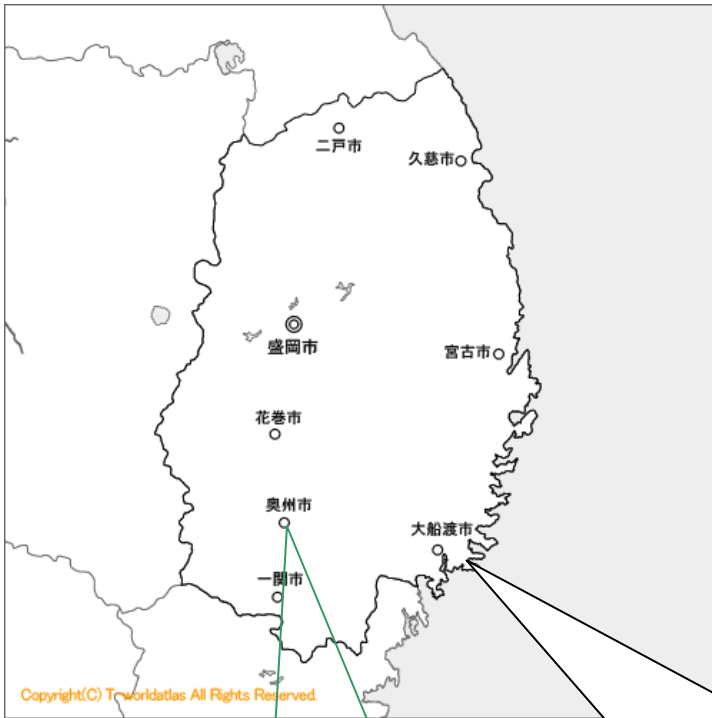 二戸市
久慈市
盛岡市
宮古市
花巻市
奥州市
大船渡市
一関市
Copyright(C) T-worldatlas All Rights Reserved.